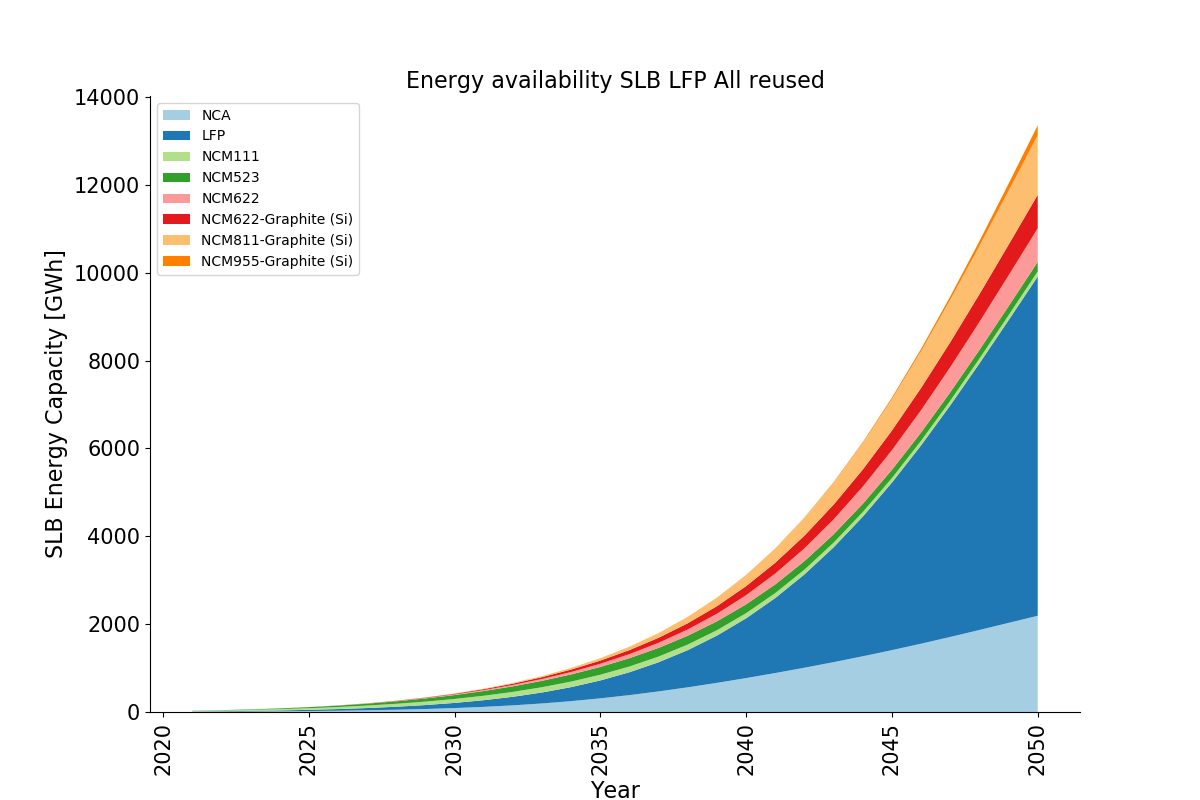 Energy availability SLB LFP All reused
14000
12000
10000
8000
6000
4000
2000
0
SLB Energy Capacity [GWh]
NCA
LFP
NCM111
NCM523
NCM622
NCM622-Graphite (Si)
NCM811-Graphite (Si)
NCM955-Graphite (Si)
2020
2025
2030
2035
2040
2045
2050
Year